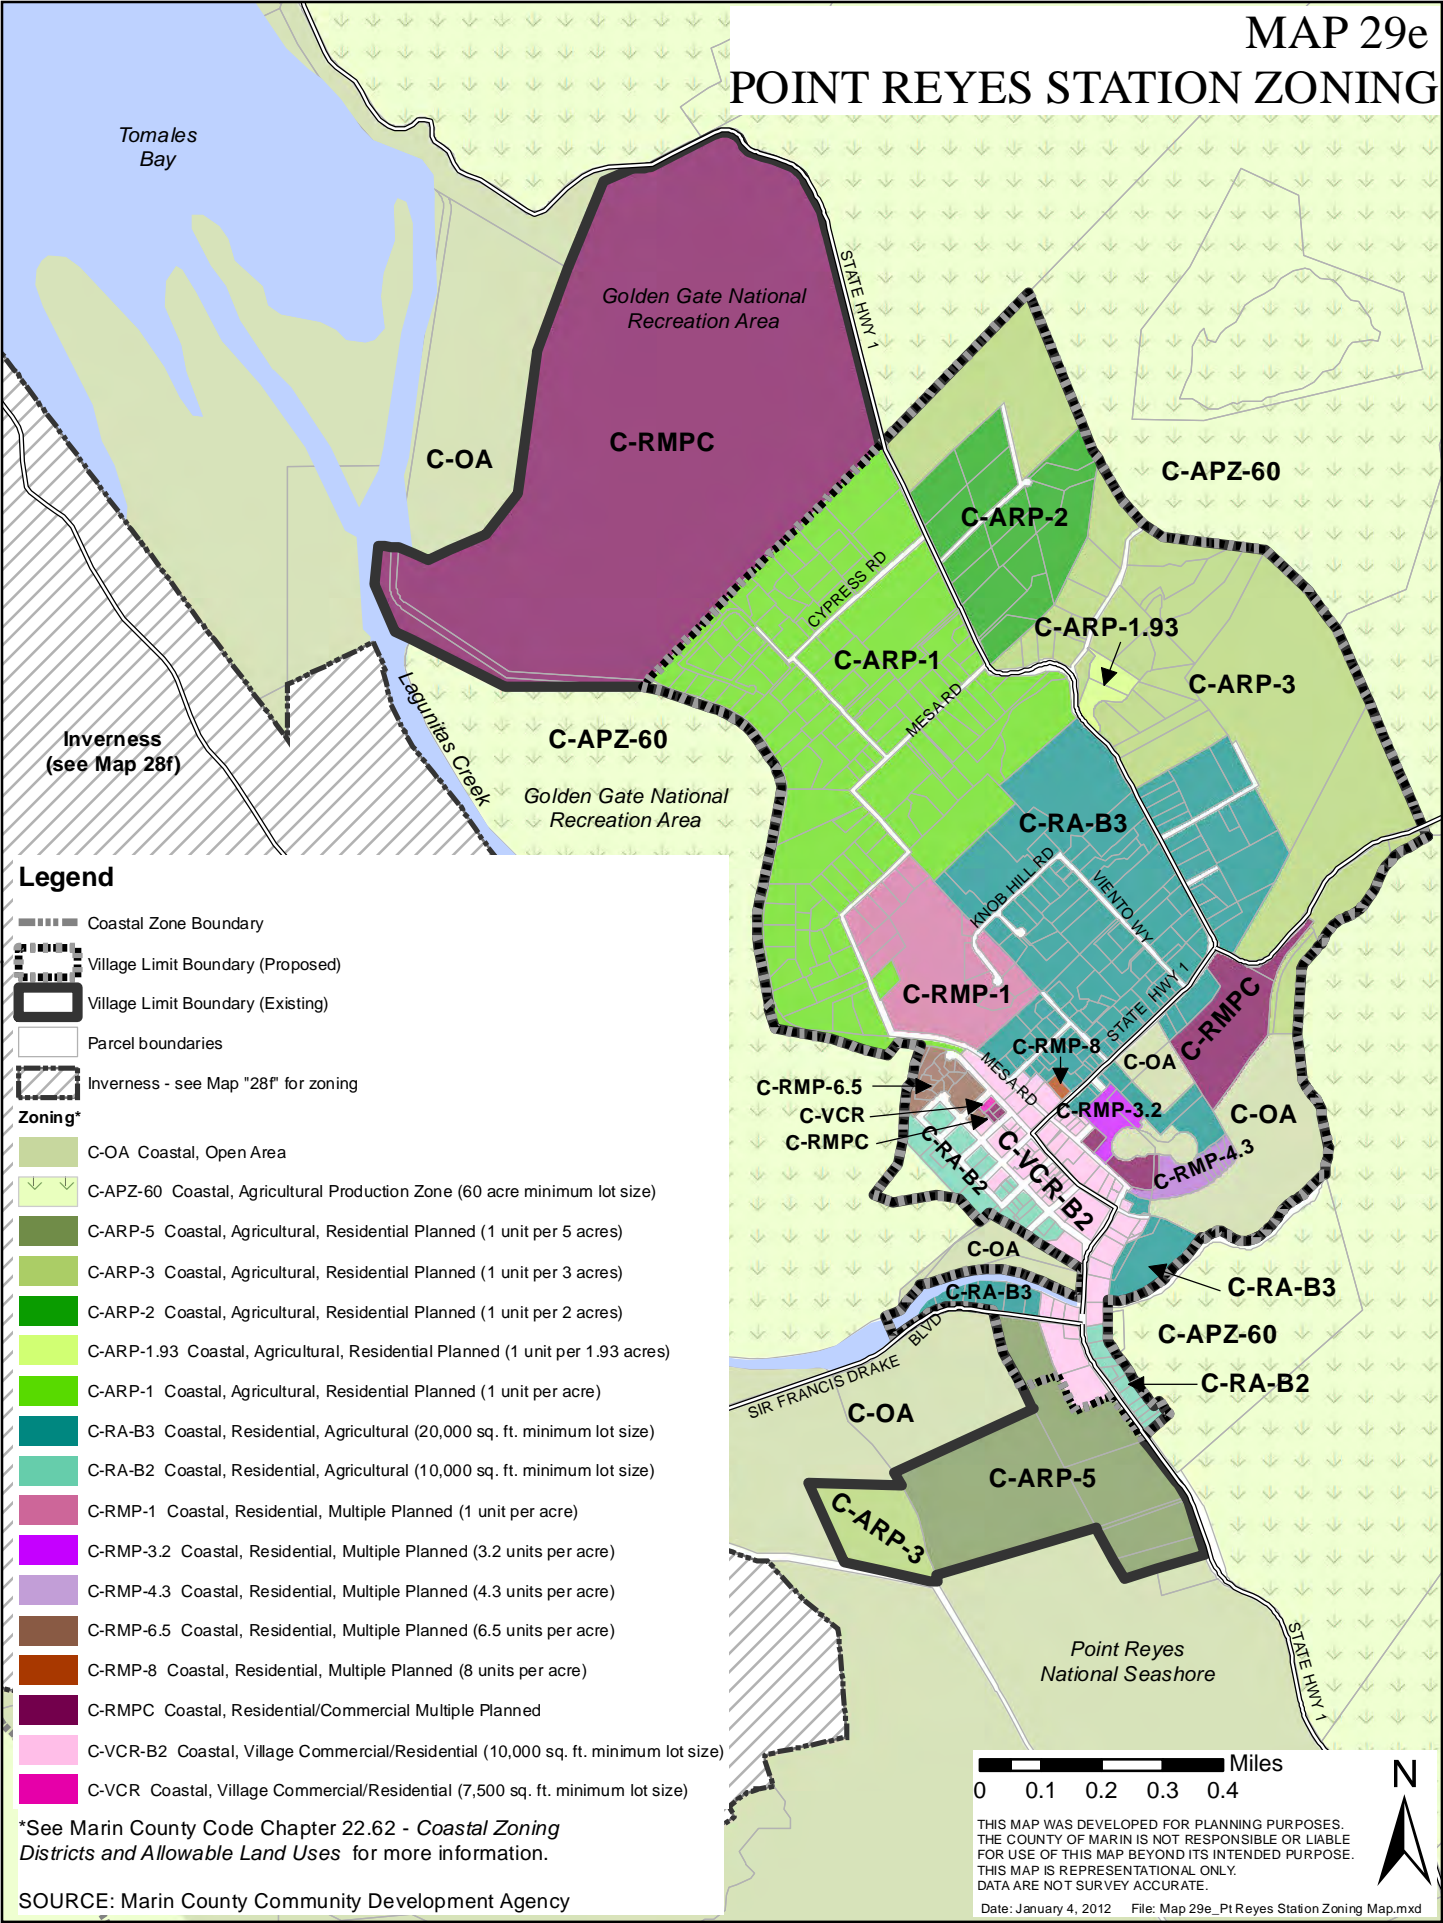 MAP 29e
POINT REYES STATION ZONING
Tomales
Bay
Golden Gate National
Recreation Area
STATE HWY 1
C-RMPC
C-OA
C-APZ-60
C-ARP-2
CYPRESS RD
C-ARP-1.93
C-ARP-1
C-ARP-3
MESA RD
Lagunitas Creek
Inverness
(see Map 28f)
C-APZ-60
Golden Gate National
Recreation Area
C-RA-B3
KNOB HILL RD
VIENTO WY
C-RMP-1
STATE HWY 1
C-RMPC
C-RMP-8
C-OA
MESA RD
C-RMP-6.5
C-VCR
C-RMPC
C-RMP-3.2
C-OA
C-RA-B2
C-VCR-B2
C-RMP-4.3
C-OA
C-RA-B3
C-RA-B3
C-APZ-60
SIR FRANCIS DRAKE BLVD
C-RA-B2
C-OA
C-ARP-5
C-ARP-3
Point Reyes
National Seashore
STATE HWY 1
Legend
Coastal Zone Boundary
Village Limit Boundary (Proposed)
Village Limit Boundary (Existing)
Parcel boundaries
Inverness - see Map "28f" for zoning
Zoning*
C-OA Coastal, Open Area
C-APZ-60 Coastal, Agricultural Production Zone (60 acre minimum lot size)
C-ARP-5 Coastal, Agricultural, Residential Planned (1 unit per 5 acres)
C-ARP-3 Coastal, Agricultural, Residential Planned (1 unit per 3 acres)
C-ARP-2 Coastal, Agricultural, Residential Planned (1 unit per 2 acres)
C-ARP-1.93 Coastal, Agricultural, Residential Planned (1 unit per 1.93 acres)
C-ARP-1 Coastal, Agricultural, Residential Planned (1 unit per acre)
C-RA-B3 Coastal, Residential, Agricultural (20,000 sq. ft. minimum lot size)
C-RA-B2 Coastal, Residential, Agricultural (10,000 sq. ft. minimum lot size)
C-RMP-1 Coastal, Residential, Multiple Planned (1 unit per acre)
C-RMP-3.2 Coastal, Residential, Multiple Planned (3.2 units per acre)
C-RMP-4.3 Coastal, Residential, Multiple Planned (4.3 units per acre)
C-RMP-6.5 Coastal, Residential, Multiple Planned (6.5 units per acre)
C-RMP-8 Coastal, Residential, Multiple Planned (8 units per acre)
C-RMPC Coastal, Residential/Commercial Multiple Planned
C-VCR-B2 Coastal, Village Commercial/Residential (10,000 sq. ft. minimum lot size)
C-VCR Coastal, Village Commercial/Residential (7,500 sq. ft. minimum lot size)
*See Marin County Code Chapter 22.62 - Coastal Zoning
Districts and Allowable Land Uses for more information.
SOURCE: Marin County Community Development Agency
Miles
0 0.1 0.2 0.3 0.4
N
THIS MAP WAS DEVELOPED FOR PLANNING PURPOSES.
THE COUNTY OF MARIN IS NOT RESPONSIBLE OR LIABLE
FOR USE OF THIS MAP BEYOND ITS INTENDED PURPOSE.
THIS MAP IS REPRESENTATIONAL ONLY.
DATA ARE NOT SURVEY ACCURATE.
Date: January 4, 2012 File: Map 29e_Pt Reyes Station Zoning Map.mxd